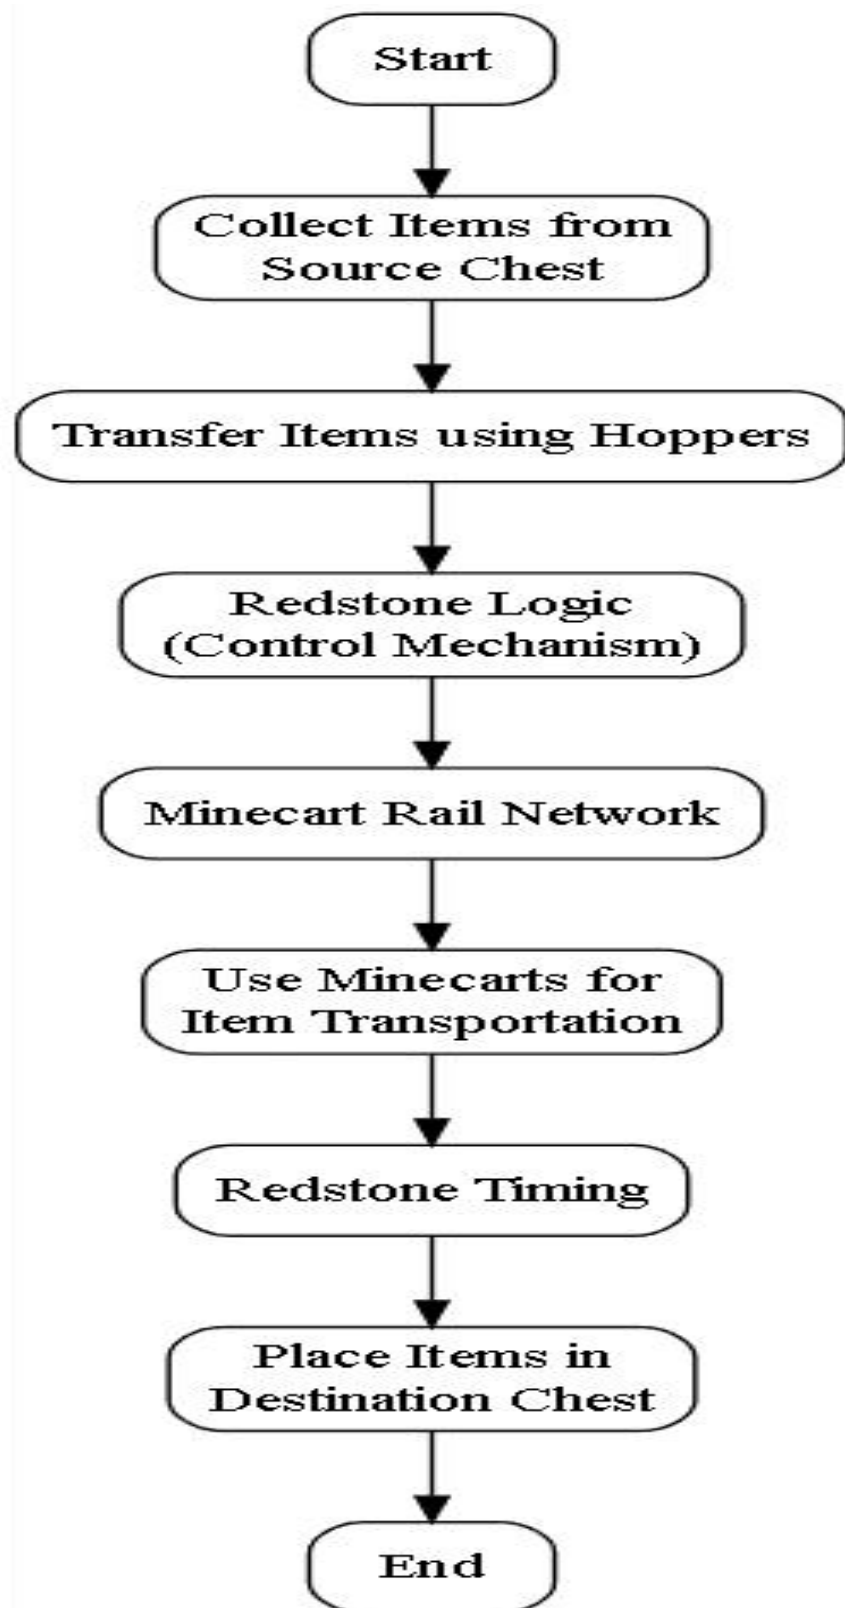 Start
Collect Items from
Source Chest
Transfer Items using Hoppers
Redstone Logic
(Control Mechanism)
Minecart Rail Network
Use Minecarts for
Item Transportation
Redstone Timing
Place Items in
Destination Chest
End